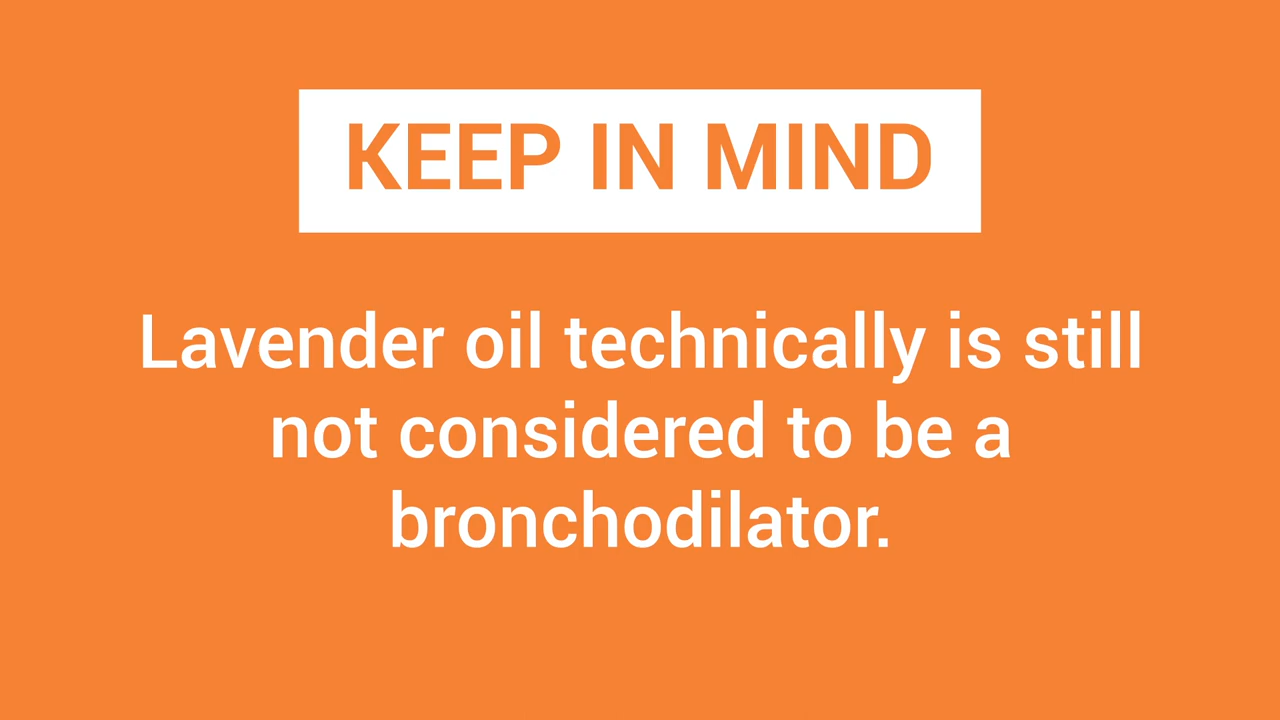 KEEP IN MIND
Lavender oil technically is still
not considered to be a
bronchodilator.